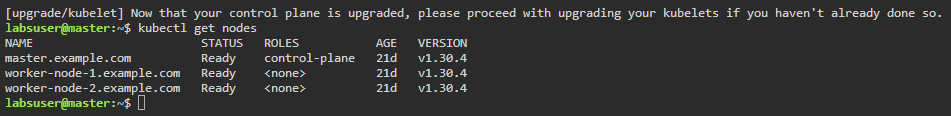 [upgrade/kubelet] Now that your control plane is upgraded, please proceed with upgrading your kubelets if you haven't already done so.
labsuser@master:~$ kubectl get nodes
NAME                        STATUS   ROLES           AGE   VERSION
master.example.com          Ready    control-plane   21d   v1.30.4
worker-node-1.example.com   Ready    <none>          21d   v1.30.4
worker-node-2.example.com   Ready    <none>          21d   v1.30.4
labsuser@master:~$